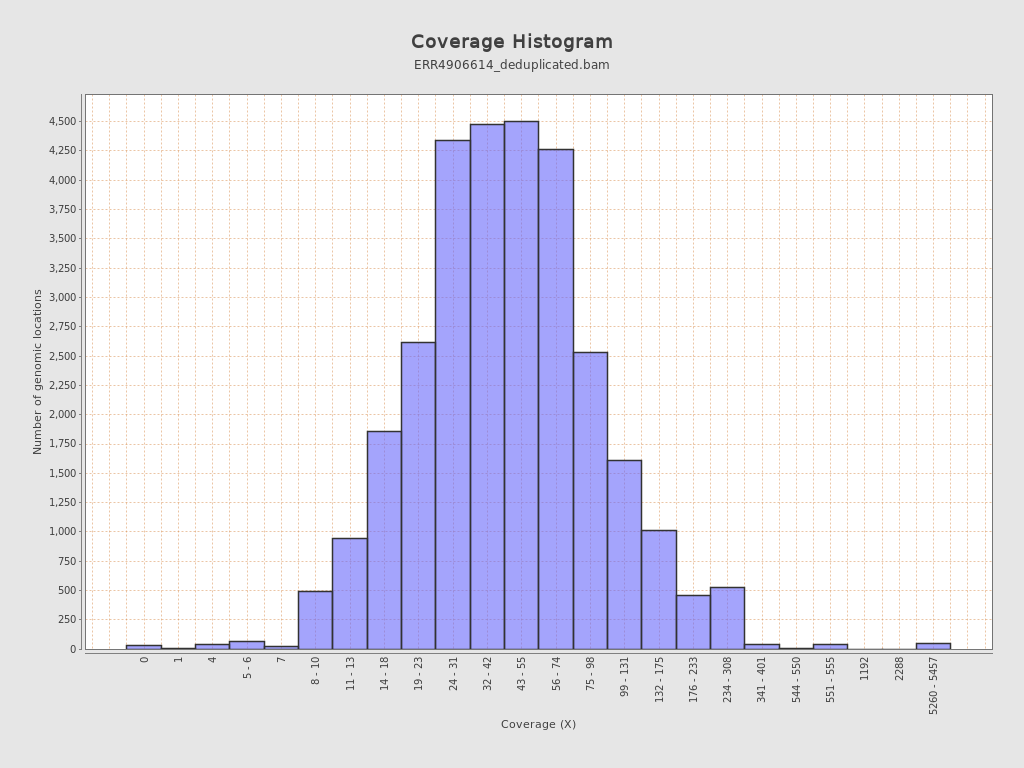 Coverage Histogram
ERR4906614_deduplicated.bam
Number of genomic locations
4,500
4,250
4,000
3,750
3,500
3,250
3,000
2,750
2,500
2,250
2,000
1,750
1,500
1,250
1,000
750
500
250
0
0
1
4
5 - 6
7
8 - 10
11 - 13
14 - 18
19 - 23
24 - 31
32 - 42
43 - 55
56 - 74
75 - 98
99 - 131
132 - 175
176 - 233
234 - 308
341 - 401
544 - 550
551 - 555
1192
2288
5260 - 5457
Coverage (X)